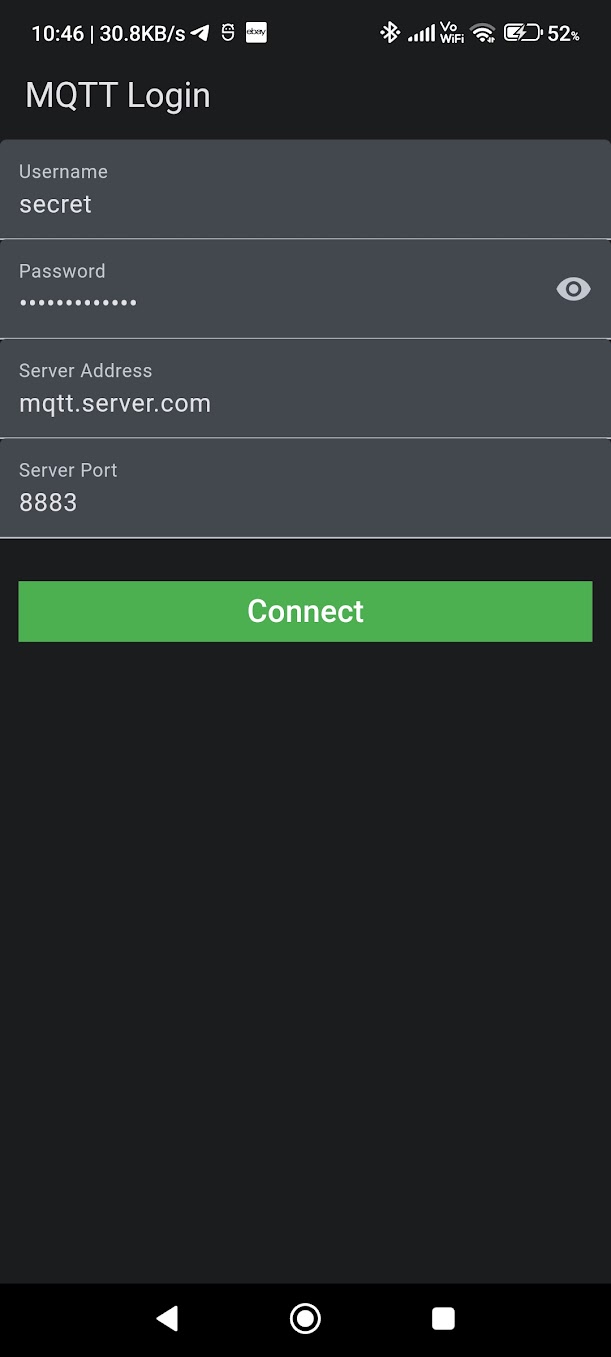 10:46 | 30.8KB/s ebay Vo WiFi 52%
MQTT Login
Username
secret
Password
•••••••••••••
Server Address
mqtt.server.com
Server Port
8883
Connect